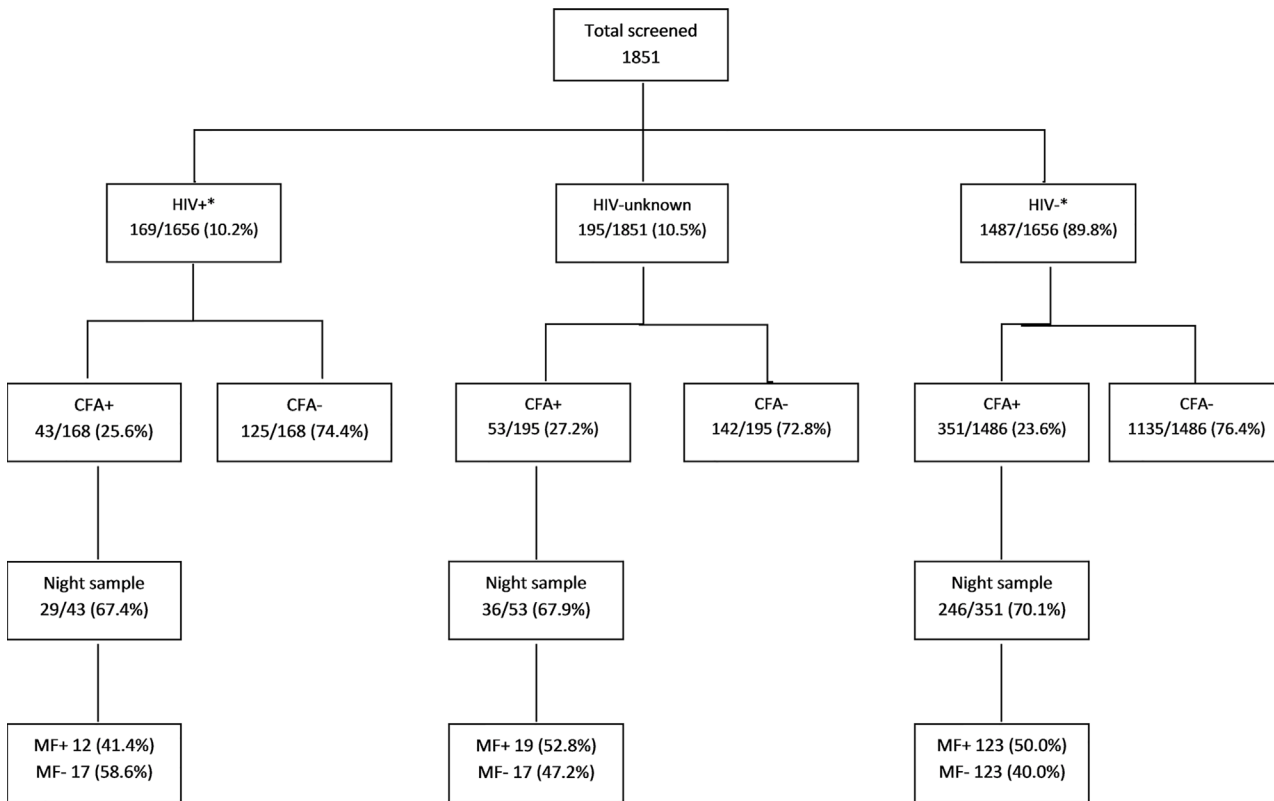 Total screened
1851
HIV+*
169/1656 (10.2%)
HIV-unknown
195/1851 (10.5%)
HIV-*
1487/1656 (89.8%)
CFA+
43/168 (25.6%)
CFA-
125/168 (74.4%)
CFA+
53/195 (27.2%)
CFA-
142/195 (72.8%)
CFA+
351/1486 (23.6%)
CFA-
1135/1486 (76.4%)
Night sample
29/43 (67.4%)
Night sample
36/53 (67.9%)
Night sample
246/351 (70.1%)
MF+ 12 (41.4%)
MF- 17 (58.6%)
MF+ 19 (52.8%)
MF- 17 (47.2%)
MF+ 123 (50.0%)
MF- 123 (40.0%)